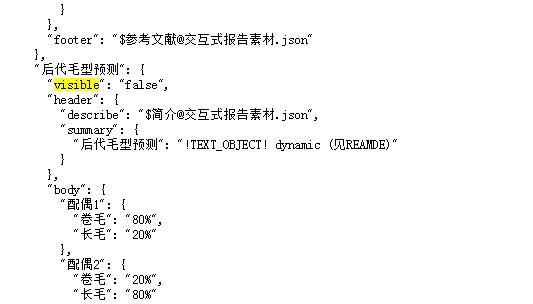 }
},
"footer": "$参考文献@交互式报告素材.json"
},
"后代毛型预测": {
"visible": "false",
"header": {
"describe": "$简介@交互式报告素材.json",
"summary": {
"后代毛型预测": "!TEXT_OBJECT! dynamic (见REAMDE)"
}
},
"body": {
"配偶1": {
"卷毛": "80%",
"长毛": "20%"
},
"配偶2": {
"卷毛": "20%",
"长毛": "80%"